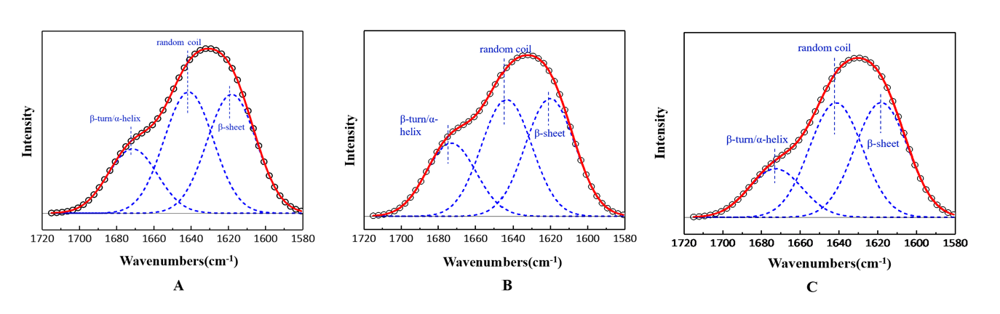 random coil
β-turn/α-helix
β-sheet
Intensity
1720 1700 1680 1660 1640 1620 1600 1580
Wavenumbers(cm-1)
A
random coil
β-turn/α-
helix
β-sheet
Intensity
1720 1700 1680 1660 1640 1620 1600 1580
Wavenumbers(cm-1)
B
random coil
β-turn/α-helix
β-sheet
Intensity
1720 1700 1680 1660 1640 1620 1600 1580
Wavenumbers(cm-1)
C